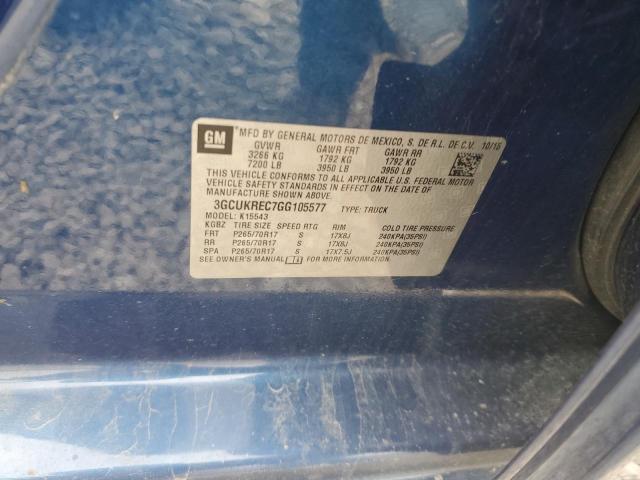 GM
MFD BY GENERAL MOTORS DE MEXICO, S. DE R.L. DE C.V. 10/15
GVWR GAWR FRT GAWR RR
3266 KG 1792 KG 1792 KG
7200 LB 3950 LB 3950 LB
THIS VEHICLE CONFORMS TO ALL APPLICABLE U.S. FEDERAL MOTOR
VEHICLE SAFETY STANDARDS IN EFFECT ON THE DATE OF
MANUFACTURE SHOWN ABOVE.
3GCUKREC7GG105577 TYPE: TRUCK
MODEL: K15543
KGBZ TIRE SIZE SPEED RTG RIM COLD TIRE PRESSURE
FRT P265/70R17 S 17X8J 240KPA(35PSI)
RR P265/70R17 S 17X8J 240KPA(35PSI)
SPA P265/70R17 S 17X7.5J 240KPA(35PSI)
SEE OWNER'S MANUAL FOR MORE INFORMATION.